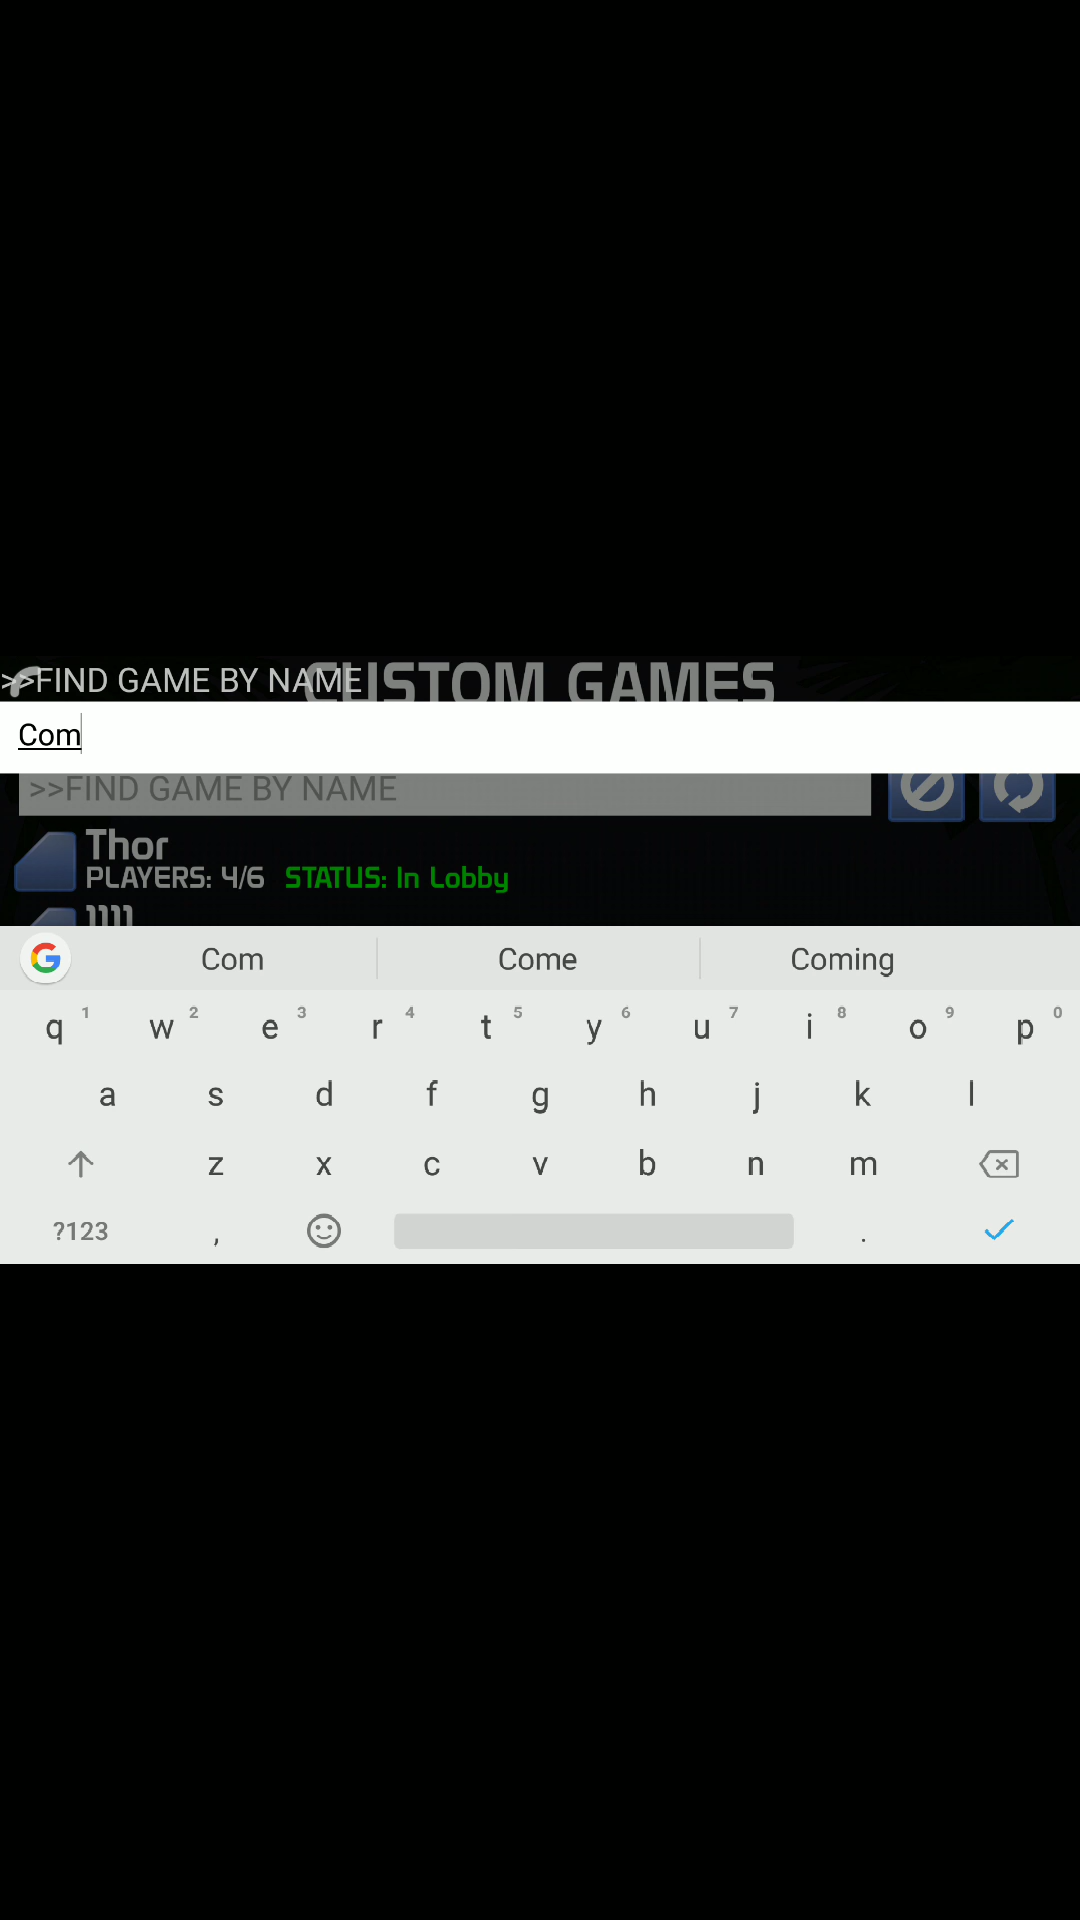 CUSTOM GAMES
>>FIND GAME BY NAME
Com
>>FIND GAME BY NAME
Thor
PLAYERS: 4/6 STATUS: In Lobby
1111
Com Come Coming
q 1 w 2 e 3 r 4 t 5 y 6 u 7 i 8 o 9 p 0
a s d f g h j k l
z x c v b n m
?123 , .